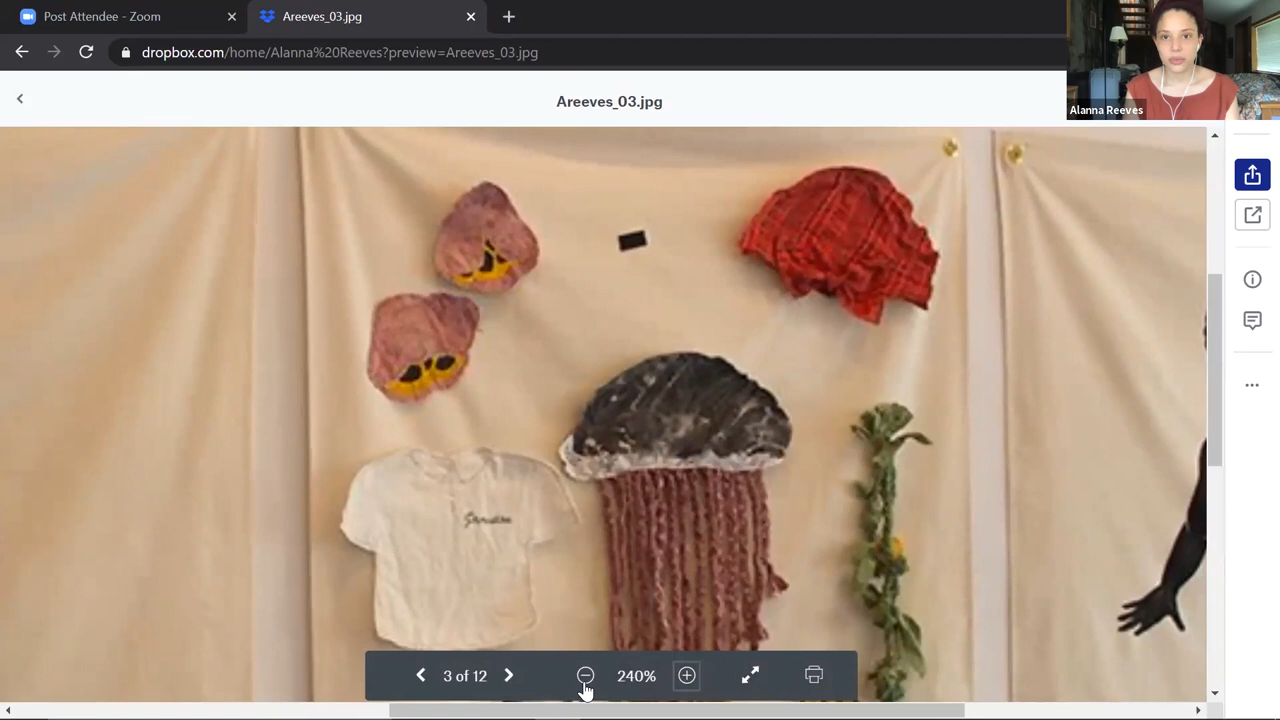 Post Attendee - Zoom
Areeves_03.jpg
dropbox.com/home/Alanna%20Reeves?preview=Areeves_03.jpg
Areeves_03.jpg
Alanna Reeves
3 of 12
240%